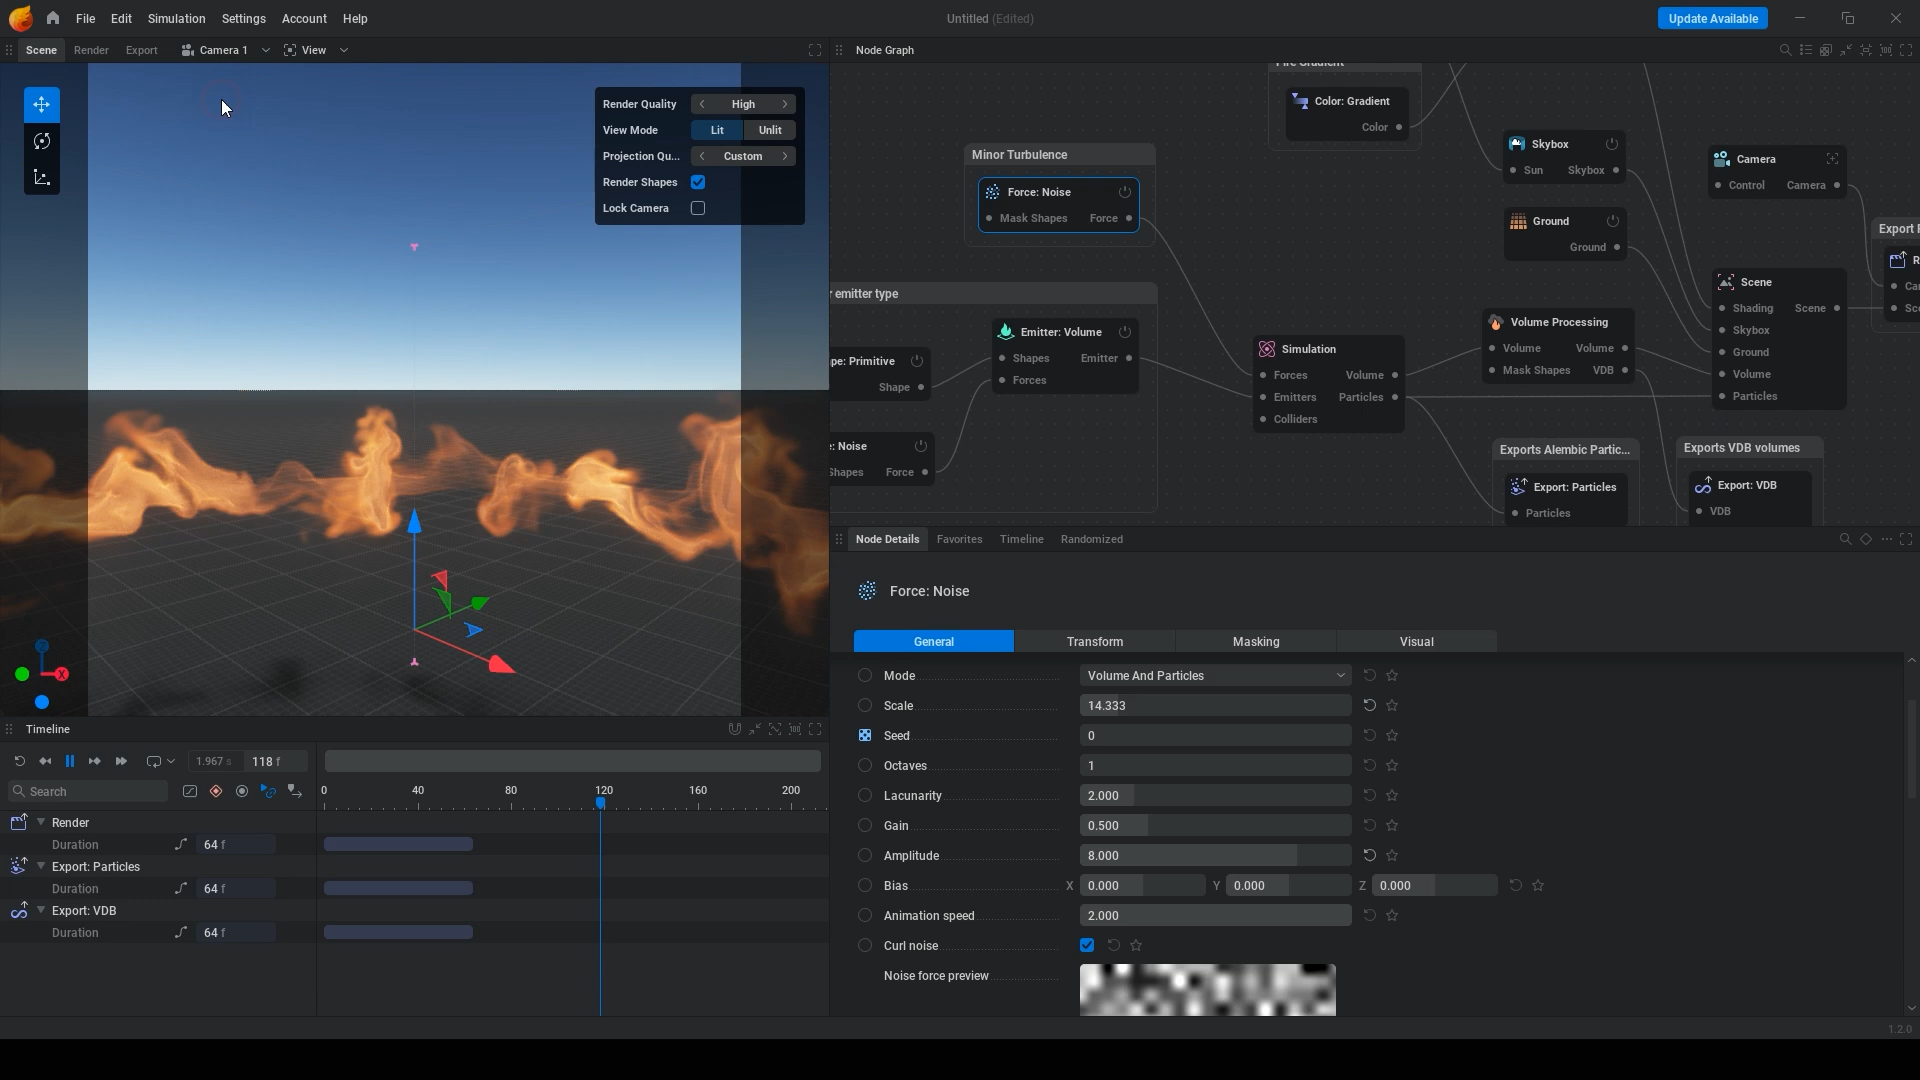 File Edit Simulation Settings Account Help
Untitled (Edited)
Update Available
Scene Render Export Camera 1 View
Node Graph
Render Quality High
View Mode Lit Unlit
Projection Qu... Custom
Render Shapes
Lock Camera
Fire Gradient
Color: Gradient
Color
Minor Turbulence
Force: Noise
Mask Shapes Force
Skybox
Sun Skybox
Ground
Ground
Camera
Control Camera
Export
Scene
Shading Scene
Skybox
Ground
Volume
Particles
r emitter type
Emitter: Volume
Shapes Emitter
Forces
pe: Primitive
Shape
e: Noise
Shapes Force
Simulation
Forces Volume
Emitters Particles
Colliders
Volume Processing
Volume Volume
Mask Shapes VDB
Exports Alembic Partic...
Export: Particles
Particles
Exports VDB volumes
Export: VDB
VDB
Node Details Favorites Timeline Randomized
Force: Noise
General Transform Masking Visual
Mode Volume And Particles
Scale 14.333
Seed 0
Octaves 1
Lacunarity 2.000
Gain 0.500
Amplitude 8.000
Bias X 0.000 Y 0.000 Z 0.000
Animation speed 2.000
Curl noise
Noise force preview
X
Timeline
1.967 s 118 f
Search
0 40 80 120 160 200
Render
Duration 64 f
Export: Particles
Duration 64 f
Export: VDB
Duration 64 f
1.2.0